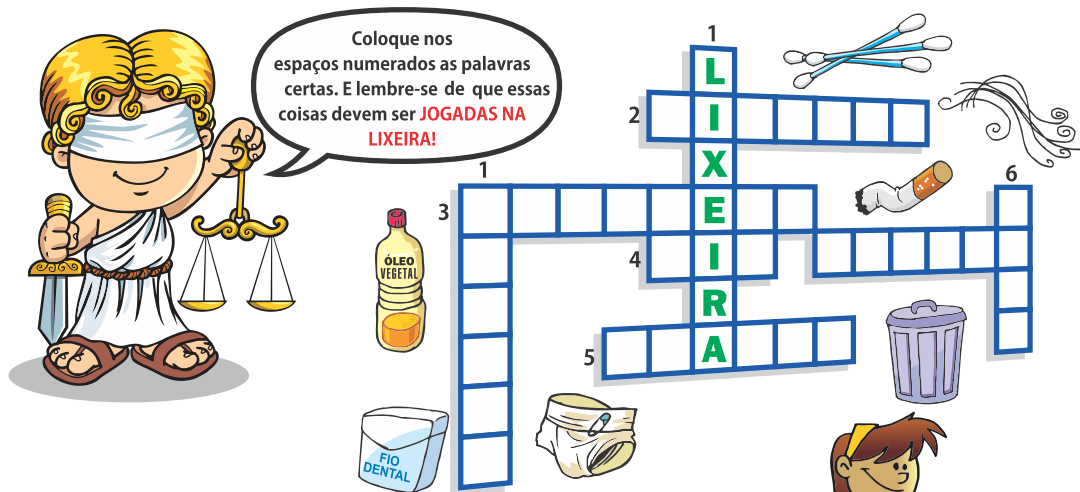 Coloque nos
espaços numerados as palavras
certas. E lembre-se de que essas
coisas devem ser JOGADAS NA
LIXEIRA!
1
L
2
I
X
1
6
3
E
ÓLEO
VEGETAL
4
I
R
5
A
FIO
DENTAL